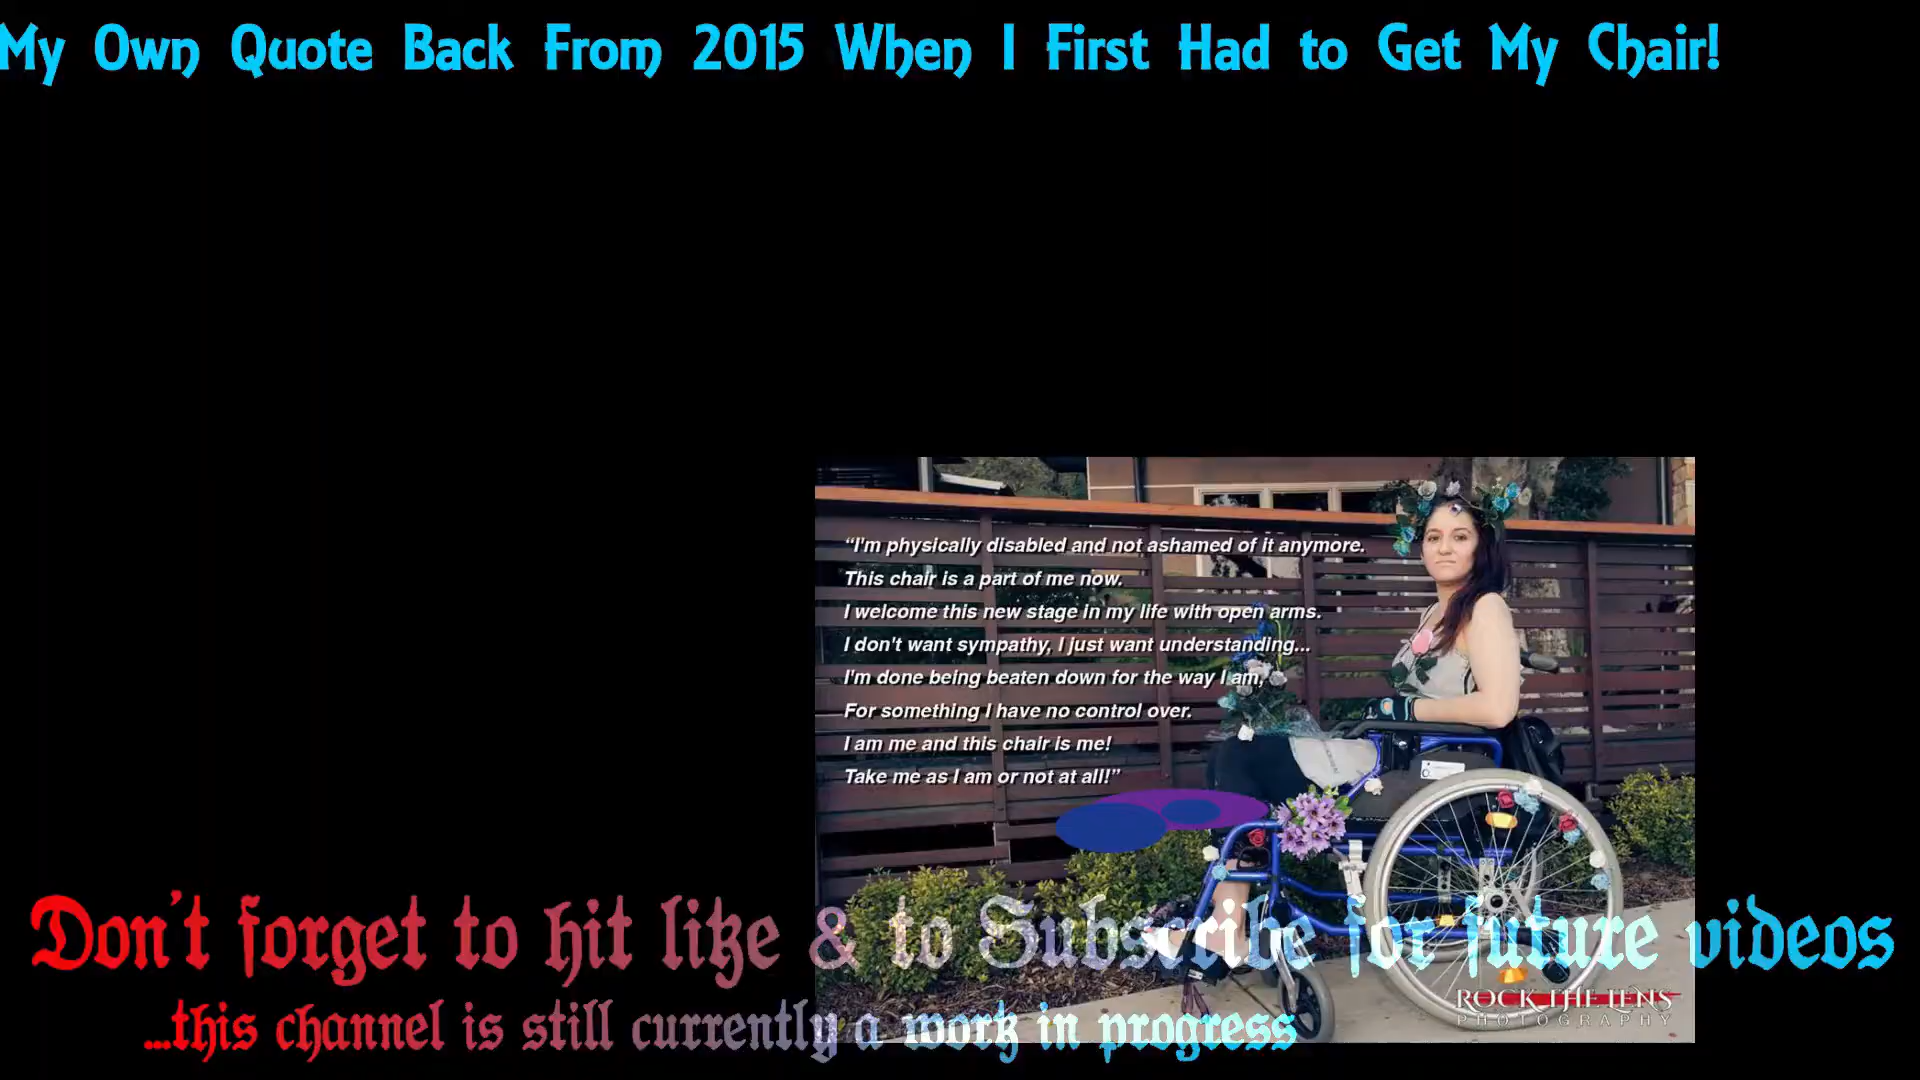 My Own Quote Back From 2015 When I First Had to Get My Chair!
“I'm physically disabled and not ashamed of it anymore.
This chair is a part of me now.
I welcome this new stage in my life with open arms.
I don't want sympathy, I just want understanding...
I'm done being beaten down for the way I am,
For something I have no control over.
I am me and this chair is me!
Take me as I am or not at all!”
Don't forget to hit like & to Subscribe for future videos
ROCK THE LENS
PHOTOGRAPHY
...this channel is still currently a work in progress